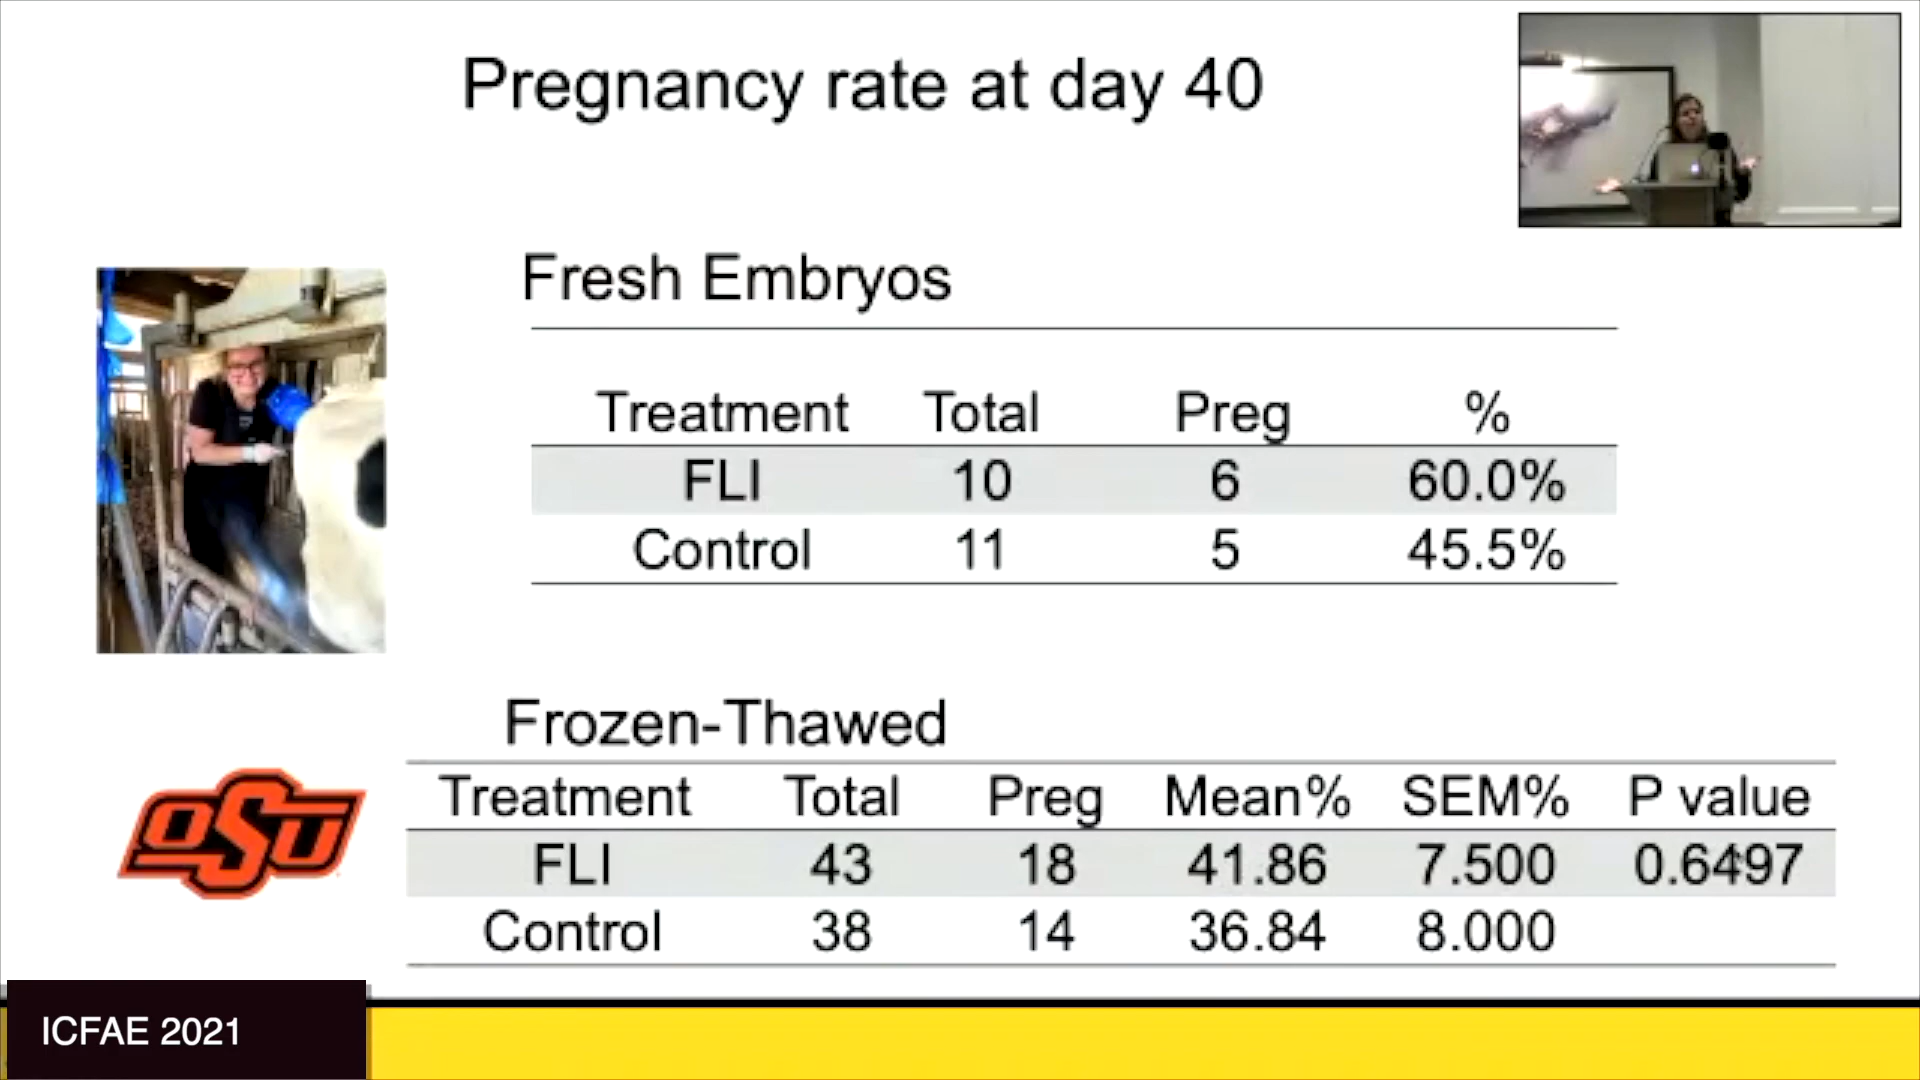 Pregnancy rate at day 40
Fresh Embryos
Treatment Total Preg %
FLI 10 6 60.0%
Control 11 5 45.5%
Frozen-Thawed
Treatment Total Preg Mean% SEM% P value
FLI 43 18 41.86 7.500 0.6497
Control 38 14 36.84 8.000
OSU
ICFAE 2021